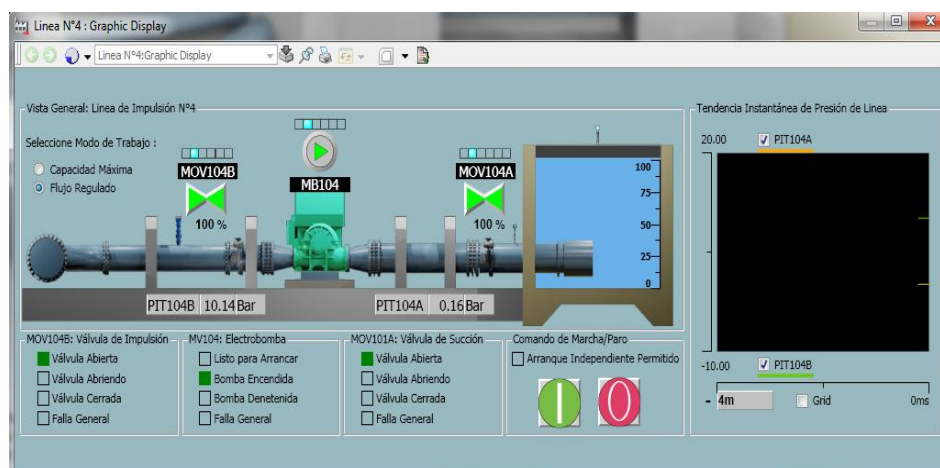 Linea N°4 : Graphic Display
Linea N°4:Graphic Display
Vista General: Linea de Impulsión N°4
Seleccione Modo de Trabajo :
Capacidad Máxima
Flujo Regulado
MOV104B
100 %
MB104
MOV104A
100 %
100
75
50
25
0
PIT104B 10.14 Bar
PIT104A 0.16 Bar
MOV104B: Válvula de Impulsión
Válvula Abierta
Válvula Abriendo
Válvula Cerrada
Falla General
MV104: Electrobomba
Listo para Arrancar
Bomba Encendida
Bomba Denetenida
Falla General
MOV101A: Válvula de Succión
Válvula Abierta
Válvula Abriendo
Válvula Cerrada
Falla General
Comando de Marcha/Paro
Arranque Independiente Permitido
Tendencia Instantánea de Presión de Linea
20.00 PIT104A
-10.00 PIT104B
- 4m Grid 0ms